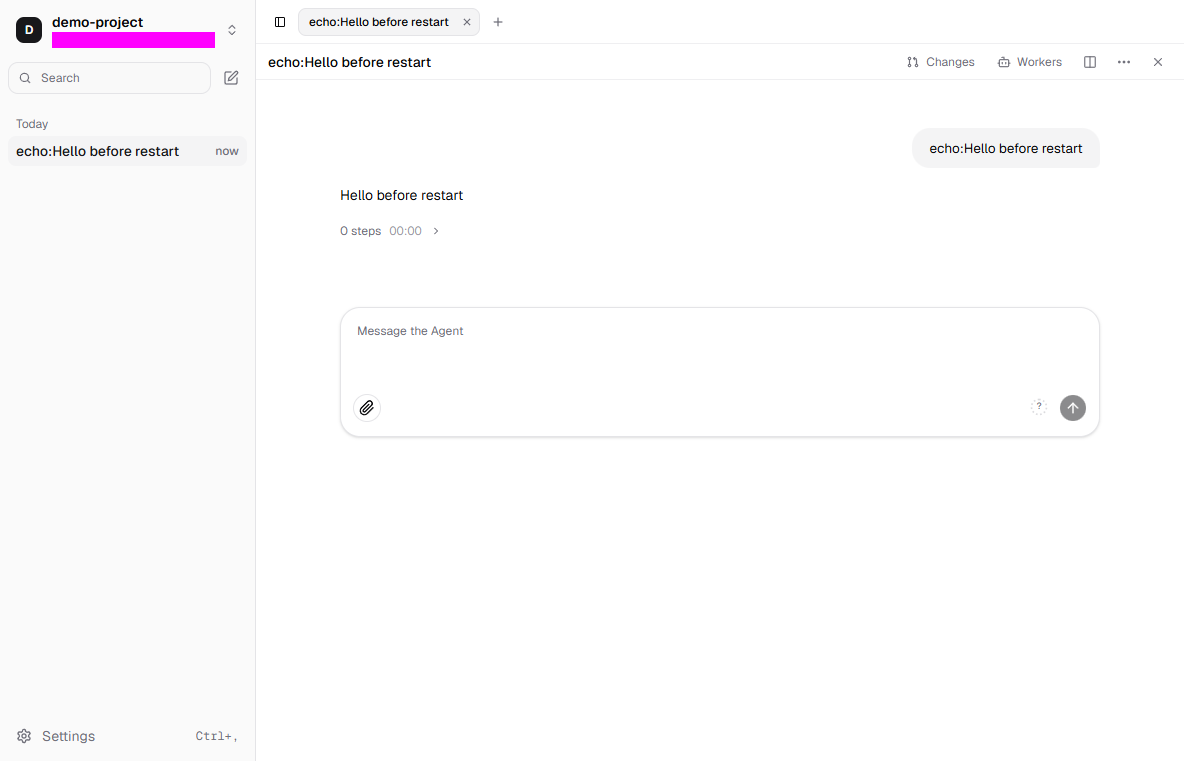 D
demo-project
Search
Today
echo:Hello before restart now
Settings Ctrl+,
echo:Hello before restart
echo:Hello before restart
Changes
Workers
echo:Hello before restart
Hello before restart
0 steps 00:00
Message the Agent
?